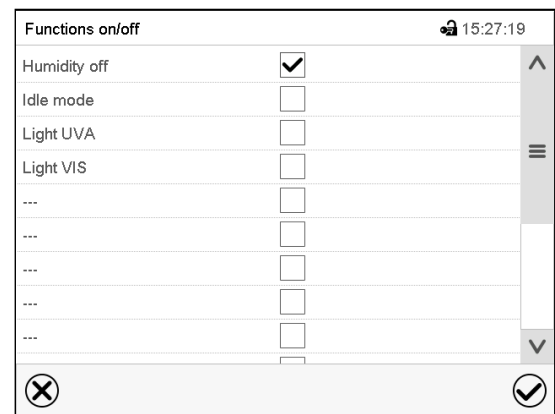 Functions on/off 15:27:19
Humidity off
Idle mode
Light UVA
Light VIS
---
---
---
---
---